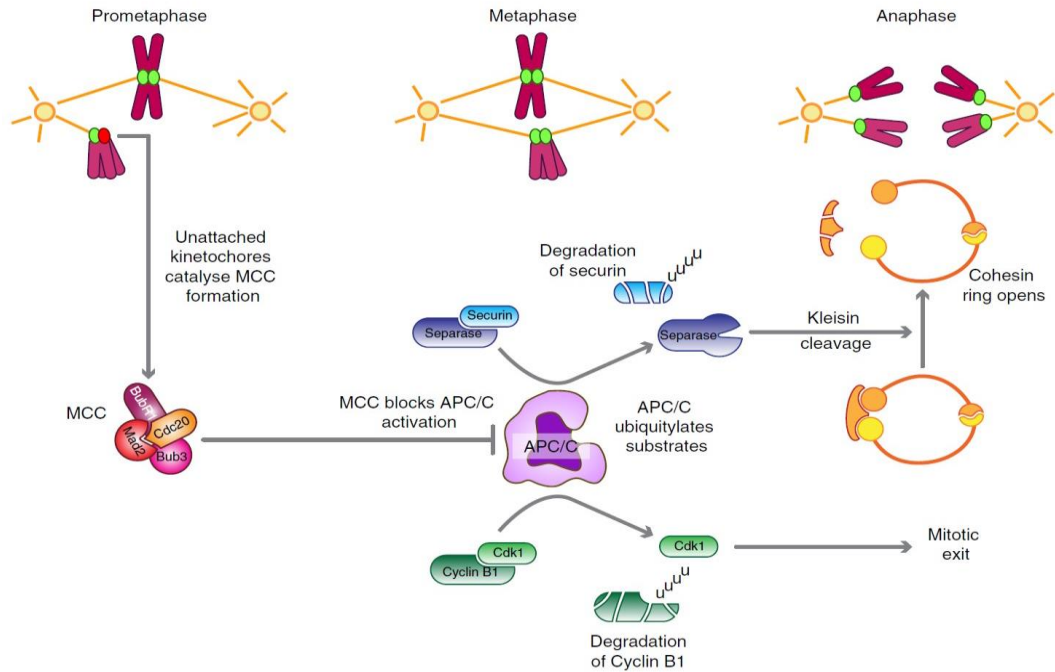 Prometaphase
Metaphase
Anaphase
Unattached
kinetochores
catalyse MCC
formation
Degradation
of securin
uuuu
Securin
Separase
Separase
Kleisin
cleavage
Cohesin
ring opens
MCC
BubR1
Cdc20
Mad2
Bub3
MCC blocks APC/C
activation
APC/C
APC/C
ubiquitylates
substrates
Cdk1
Cyclin B1
Cdk1
Mitotic
exit
uuuu
Degradation
of Cyclin B1